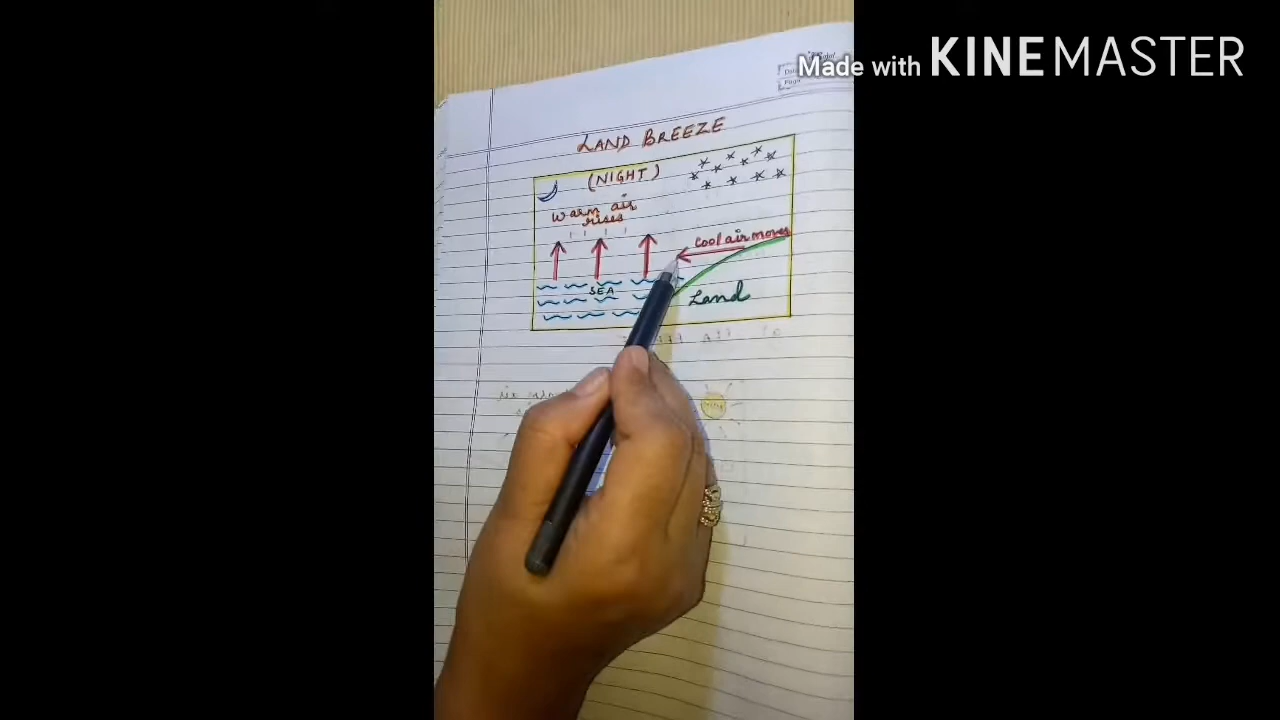 Made with KINEMASTER
LAND BREEZE
(NIGHT)
Warm air
rises
Cool air moves
SEA
Land